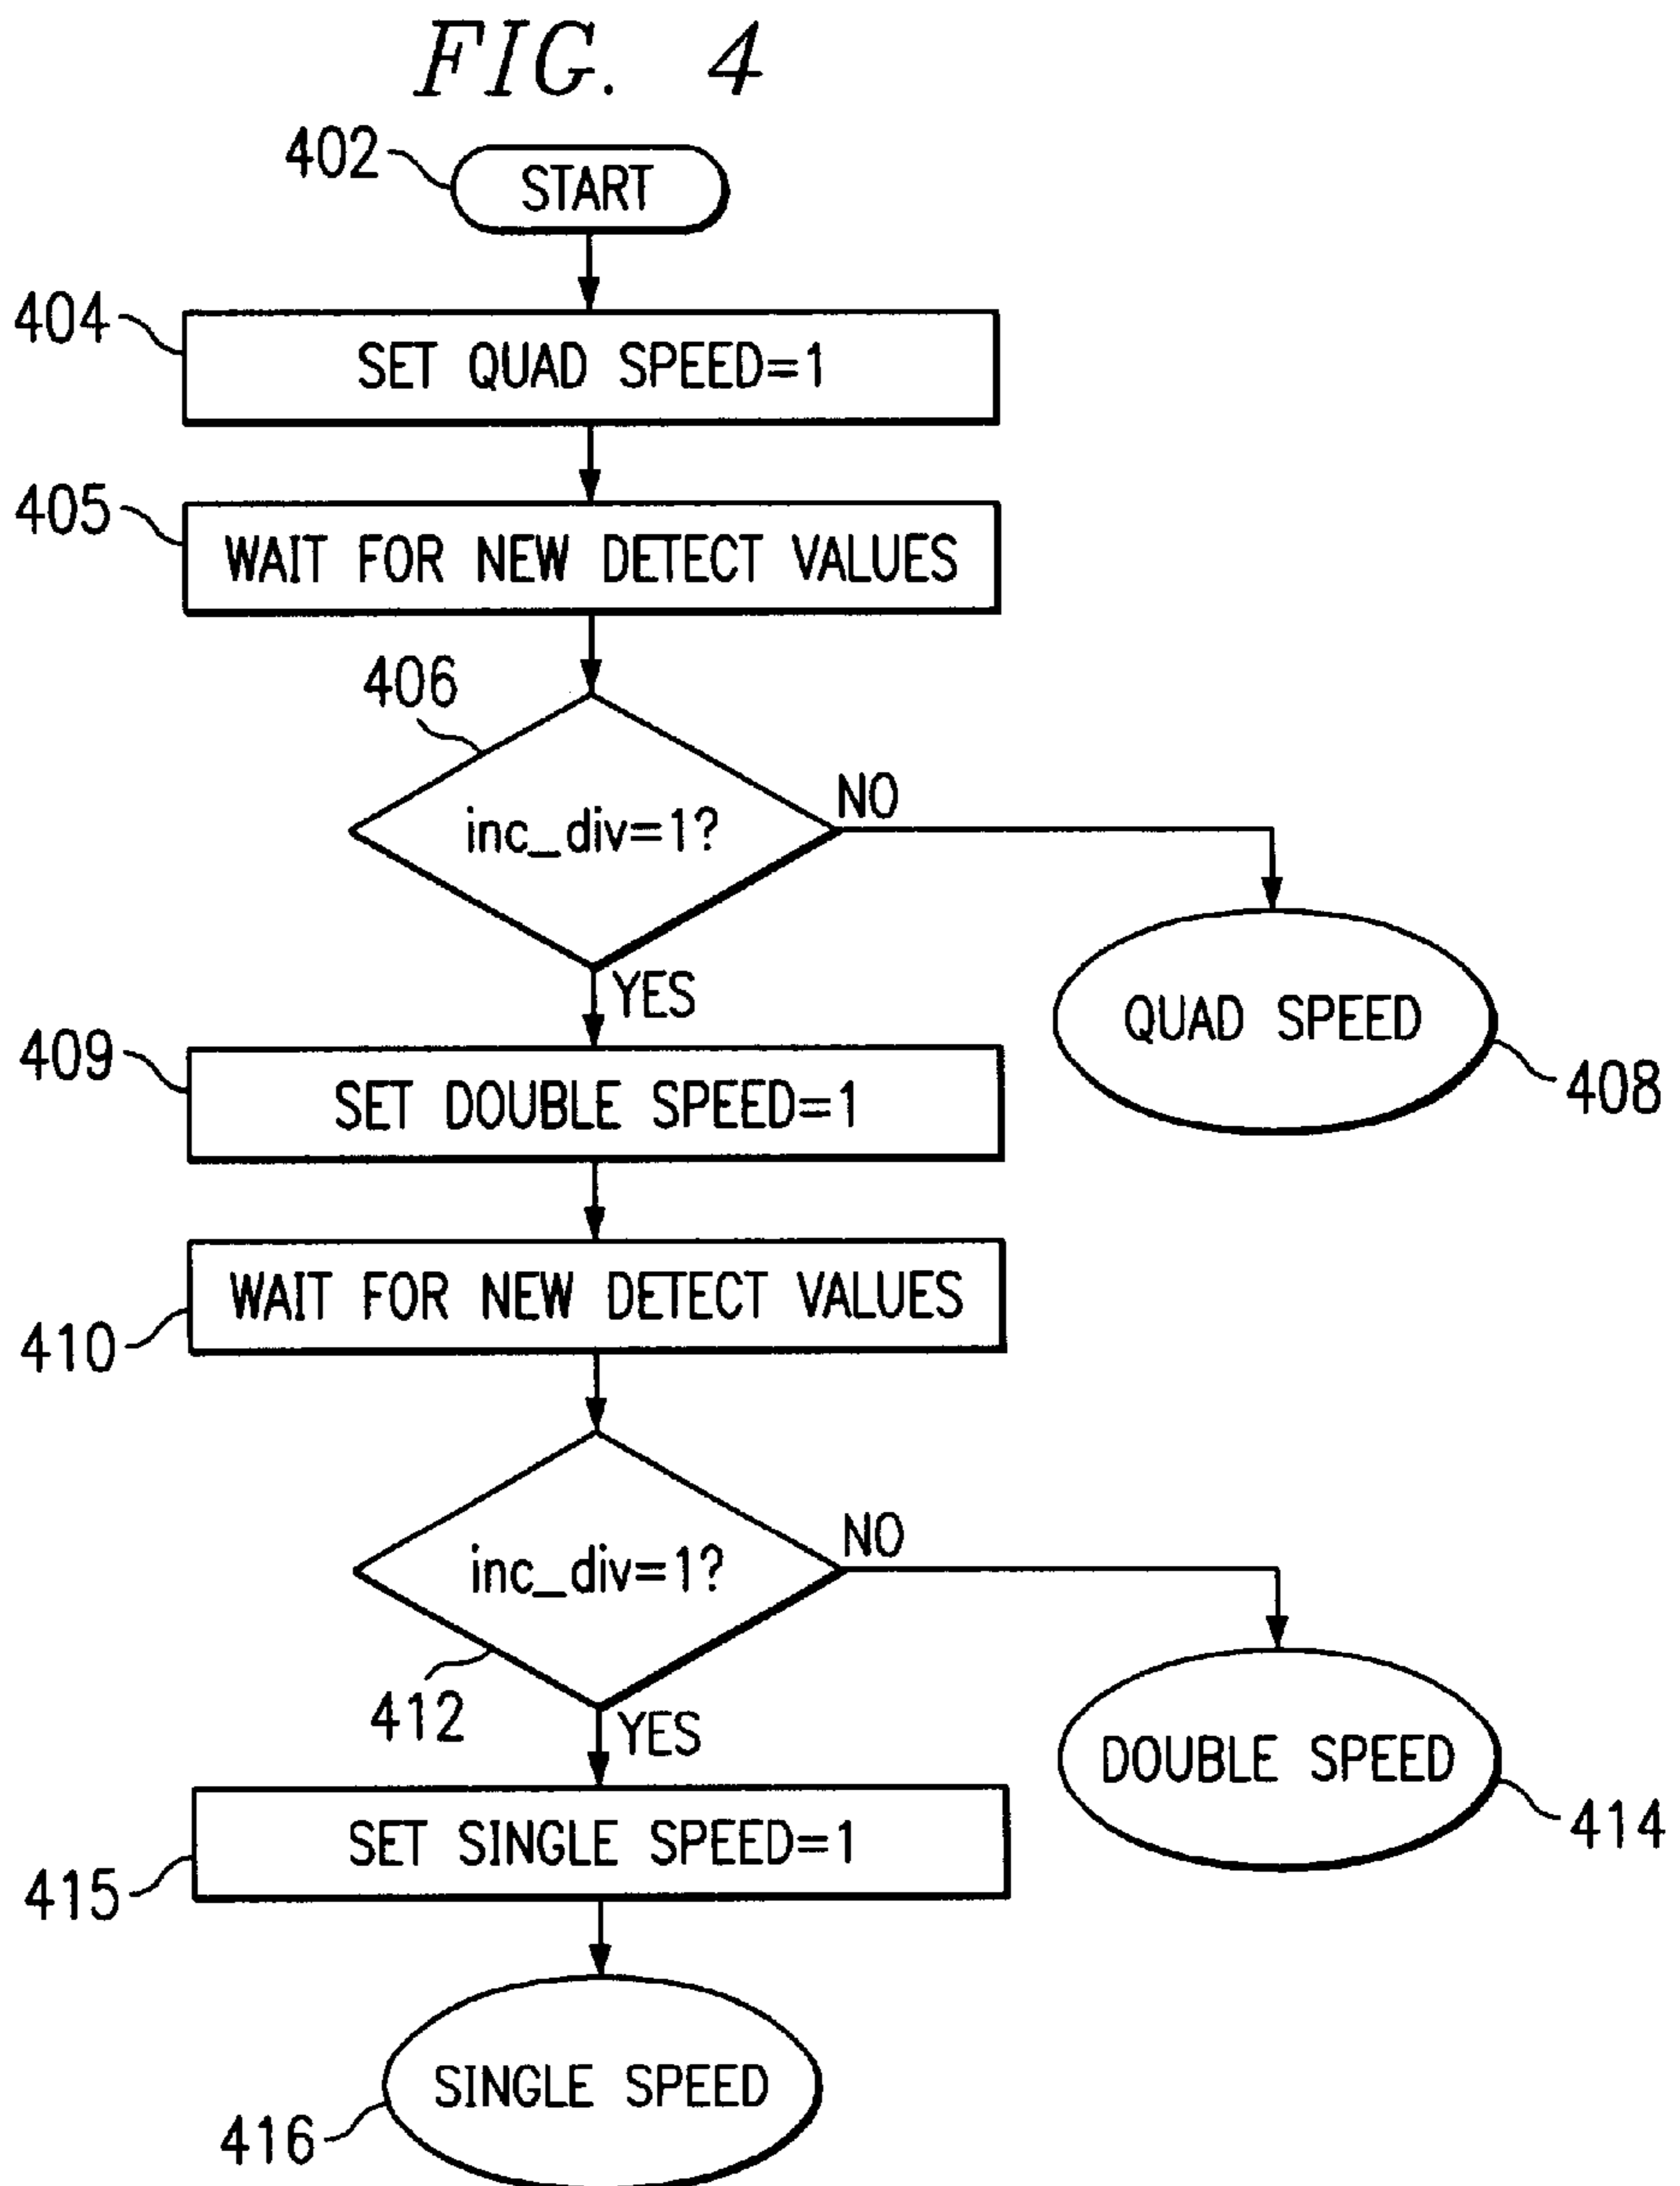 FIG. 4
402
START
404
SET QUAD SPEED=1
405
WAIT FOR NEW DETECT VALUES
406
inc_div=1?
NO
QUAD SPEED
408
YES
409
SET DOUBLE SPEED=1
410
WAIT FOR NEW DETECT VALUES
412
inc_div=1?
NO
DOUBLE SPEED
414
YES
415
SET SINGLE SPEED=1
416
SINGLE SPEED